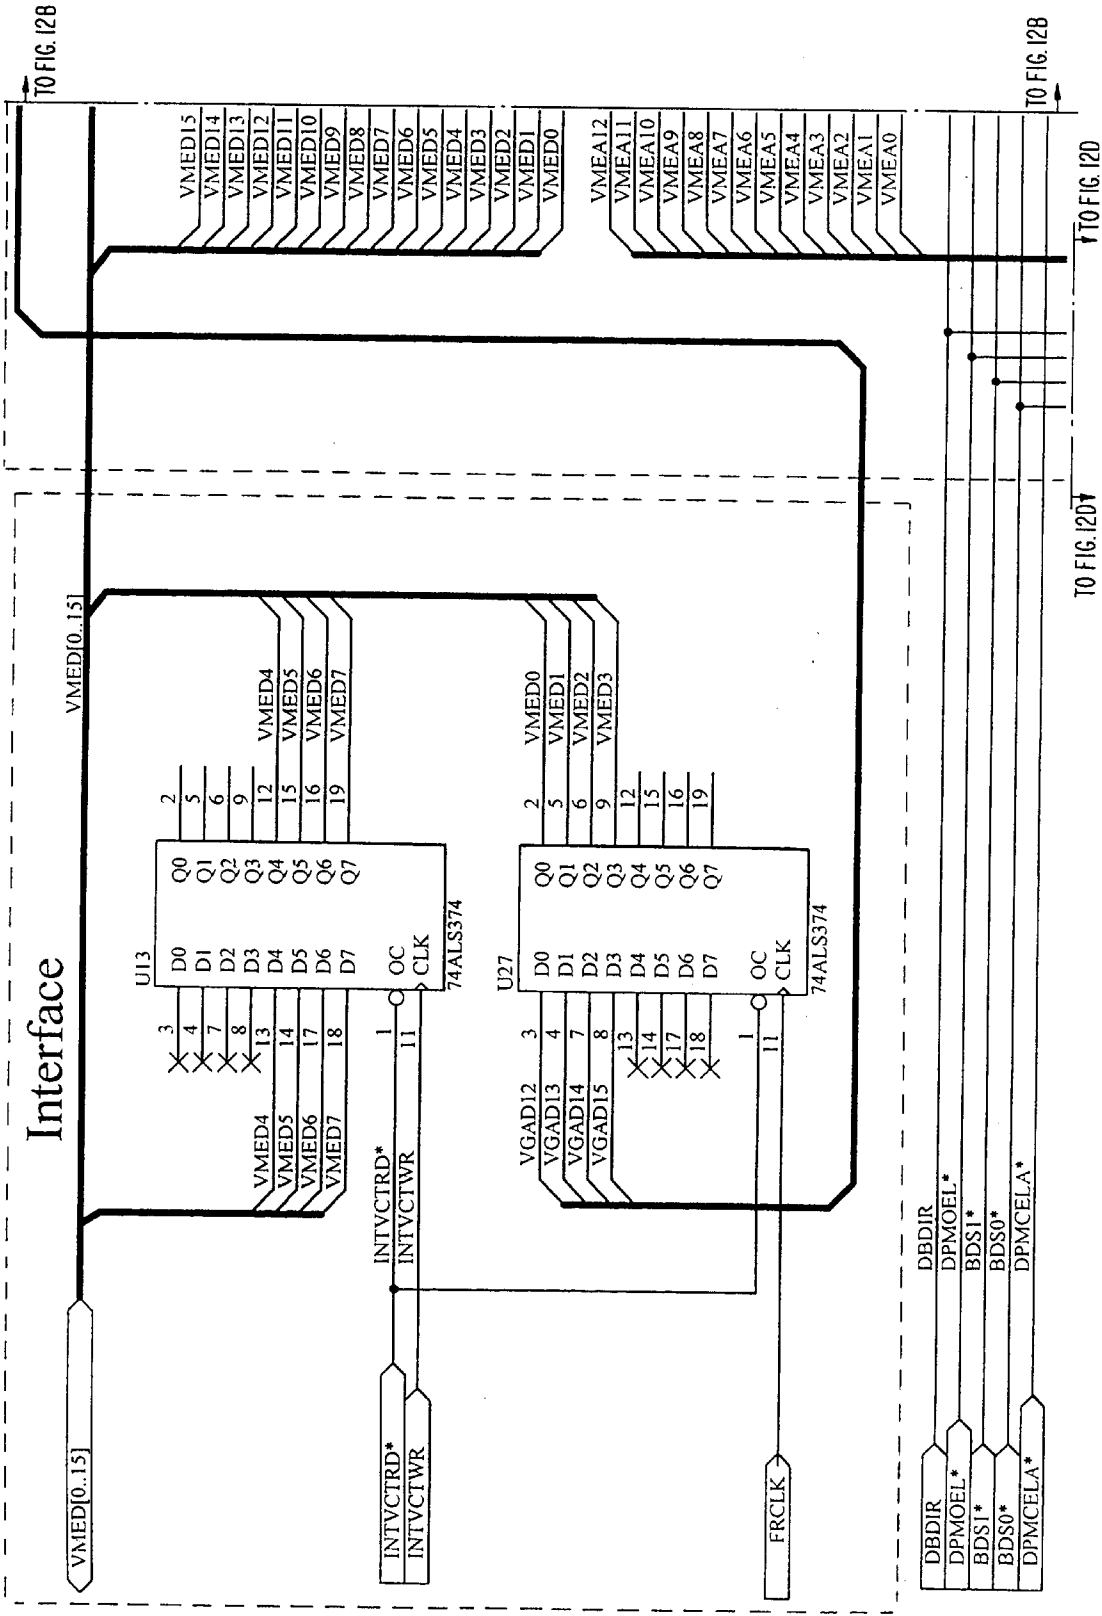 Interface
VMED[0..15]
VMED[0..15]
TO FIG. 12B
U13
D0 Q0
D1 Q1
D2 Q2
D3 Q3
D4 Q4
D5 Q5
D6 Q6
D7 Q7
OC
CLK
74ALS374
3
4
7
8
13
14
17
18
1
11
2
5
6
9
12
15
16
19
VMED4
VMED5
VMED6
VMED7
VMED4
VMED5
VMED6
VMED7
INTVCTRD*
INTVCTWR
INTVCTRD*
INTVCTWR
U27
D0 Q0
D1 Q1
D2 Q2
D3 Q3
D4 Q4
D5 Q5
D6 Q6
D7 Q7
OC
CLK
74ALS374
VGAD12
VGAD13
VGAD14
VGAD15
3
4
7
8
13
14
17
18
1
11
2
5
6
9
12
15
16
19
VMED0
VMED1
VMED2
VMED3
FRCLK
VMED15
VMED14
VMED13
VMED12
VMED11
VMED10
VMED9
VMED8
VMED7
VMED6
VMED5
VMED4
VMED3
VMED2
VMED1
VMED0
VMEA12
VMEA11
VMEA10
VMEA9
VMEA8
VMEA7
VMEA6
VMEA5
VMEA4
VMEA3
VMEA2
VMEA1
VMEA0
DBDIR
DPMOEL*
BDS1*
BDS0*
DPMCELA*
DBDIR
DPMOEL*
BDS1*
BDS0*
DPMCELA*
TO FIG. 12B
TO FIG. 12D
TO FIG. 12D